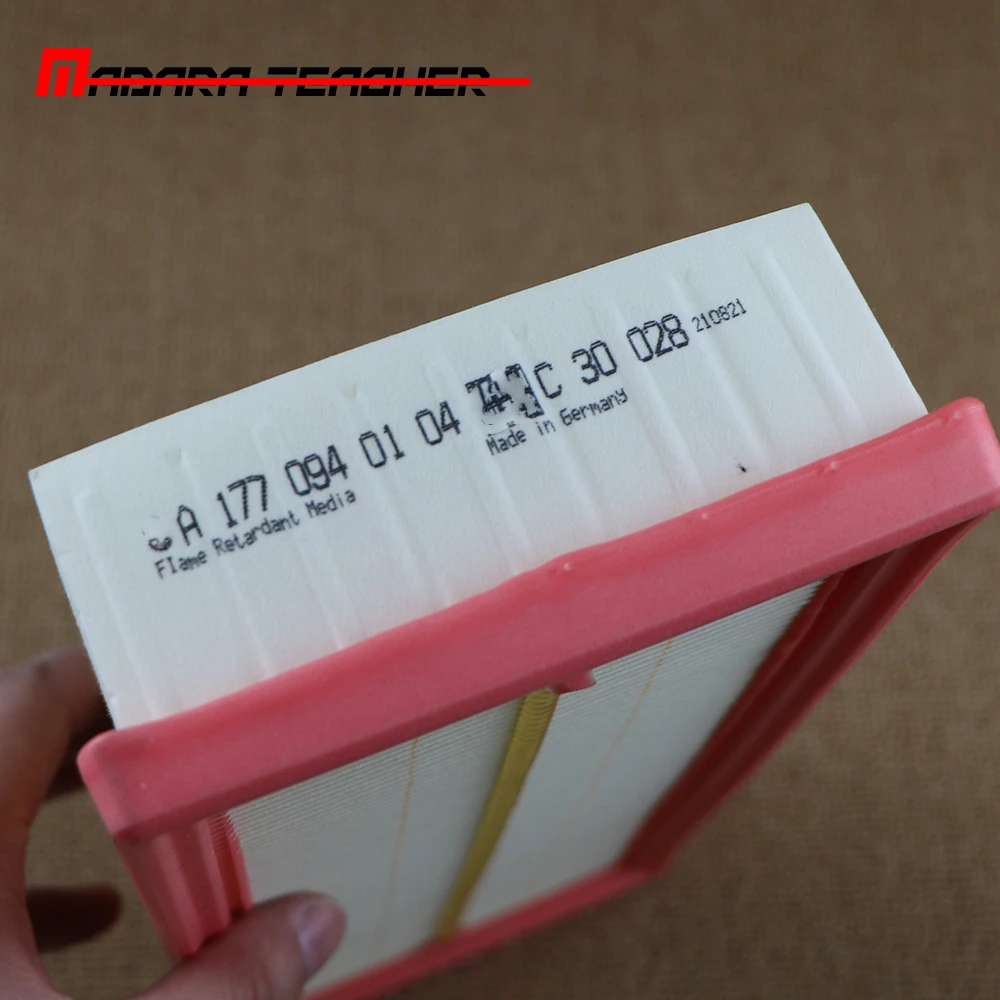 MADARA TEACHER
A 177 094 01 04 C 30 028 210821
Flame Retardant Media Made in Germany